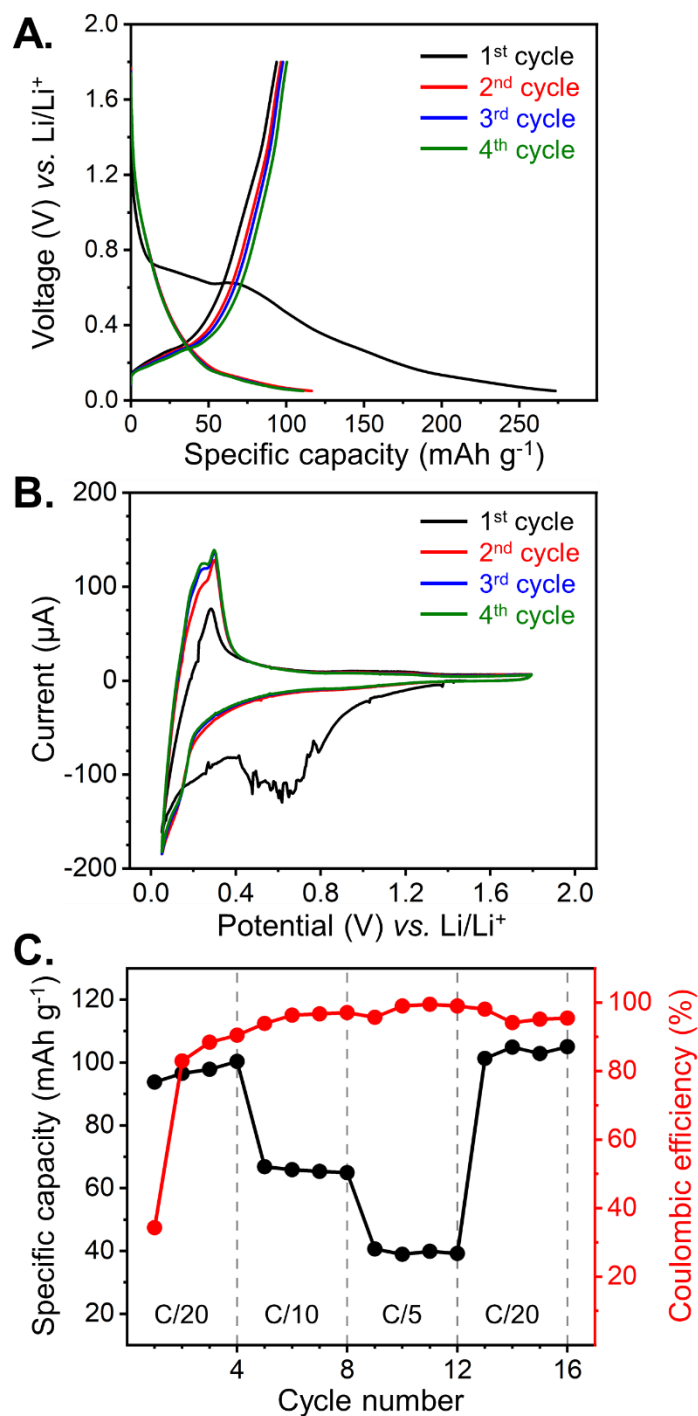 A.
2.0
1.6
1.2
0.8
0.4
0.0
Voltage (V) vs. Li/Li⁺
1ˢᵗ cycle
2ⁿᵈ cycle
3ʳᵈ cycle
4ᵗʰ cycle
0 50 100 150 200 250
Specific capacity (mAh g⁻¹)
B.
200
100
0
-100
-200
Current (µA)
1ˢᵗ cycle
2ⁿᵈ cycle
3ʳᵈ cycle
4ᵗʰ cycle
0.0 0.4 0.8 1.2 1.6 2.0
Potential (V) vs. Li/Li⁺
C.
120
100
80
60
40
20
Specific capacity (mAh g⁻¹)
100
80
60
40
20
Coulombic efficiency (%)
C/20 C/10 C/5 C/20
4 8 12 16
Cycle number